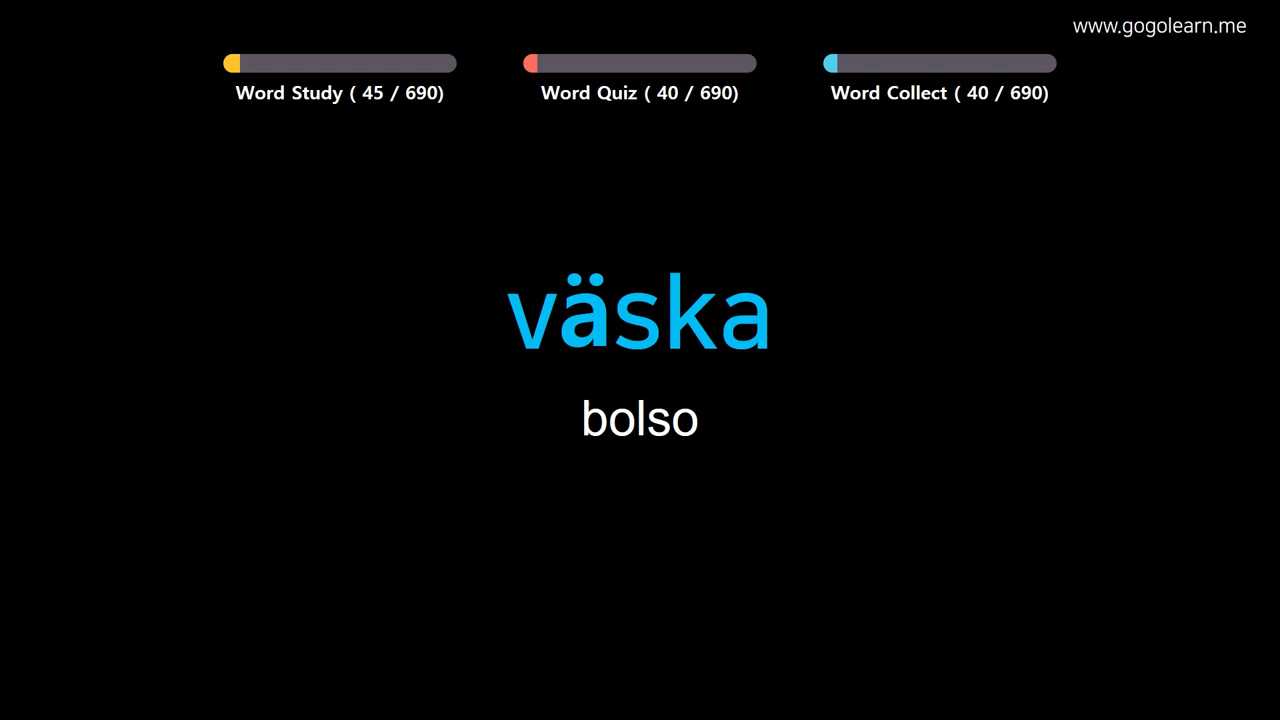 www.gogolearn.me
Word Study ( 45 / 690)
Word Quiz ( 40 / 690)
Word Collect ( 40 / 690)
väska
bolso